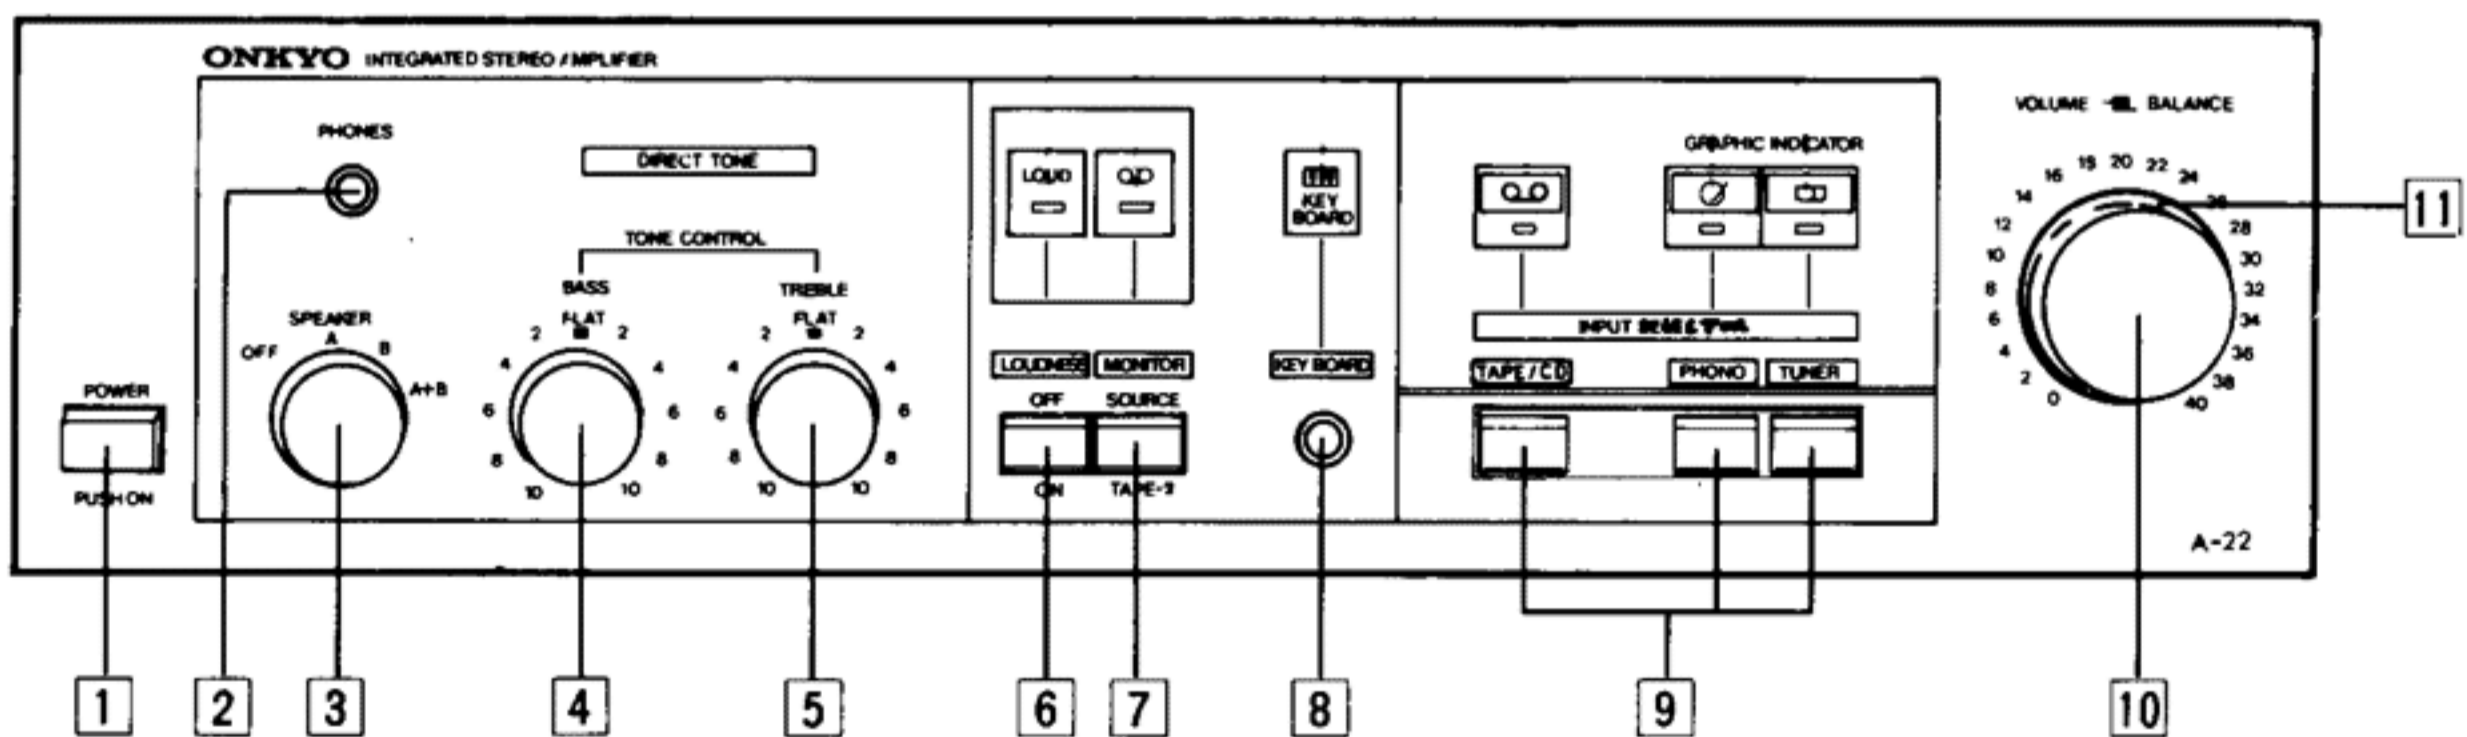 ONKYO INTEGRATED STEREO /MPLIFIER
PHONES
DIRECT TONE
TONE CONTROL
BASS
TREBLE
FLAT
2 2
4 4
6 6
8 8
10 10
FLAT
2 2
4 4
6 6
8 8
10 10
SPEAKER
OFF A B A+B
POWER
PUSH ON
LOUD
KEY
BOARD
LOUDNESS
MONITOR
OFF
SOURCE
ON
TAPE-2
KEY BOARD
GRAPHIC INDICATOR
INPUT
TAPE/CD
PHONO
TUNER
VOLUME BALANCE
0 2 4 6 8 10 12 14 16 18 20 22 24 26 28 30 32 34 36 38 40
A-22
1 2 3 4 5 6 7 8 9 10
11